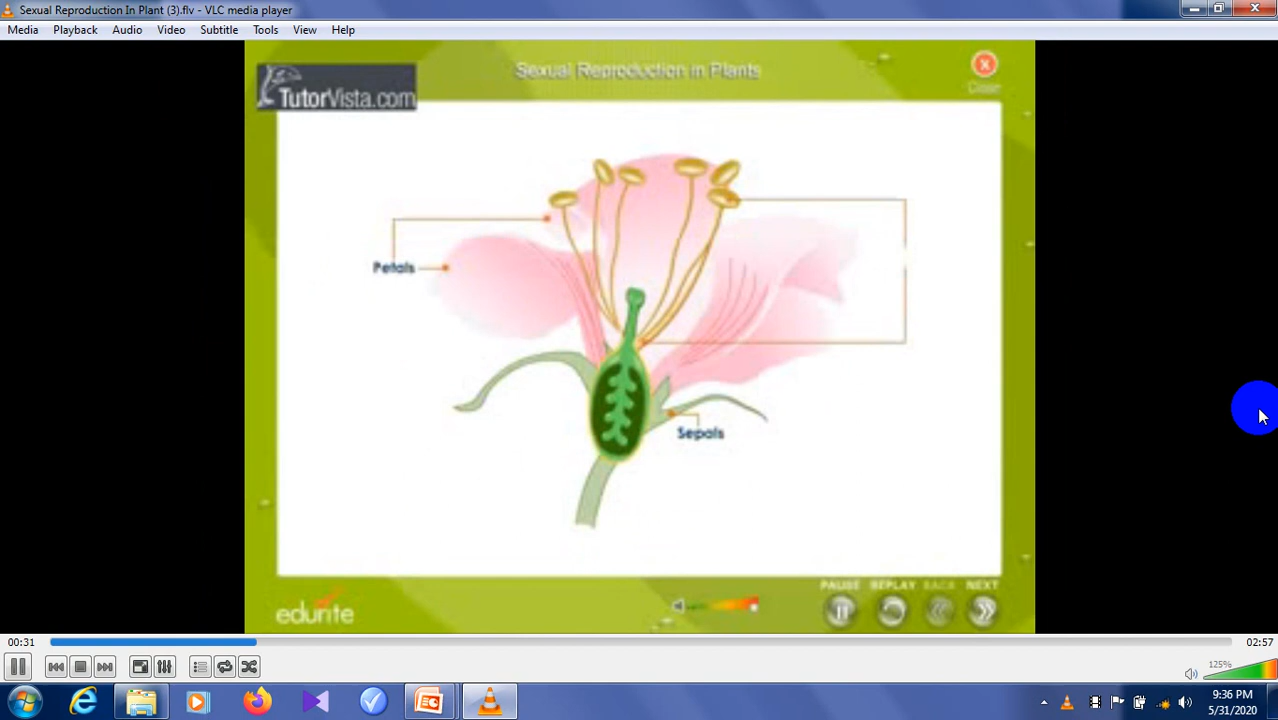 Sexual Reproduction In Plant (3).flv - VLC media player
Media Playback Audio Video Subtitle Tools View Help
TutorVista.com
Sexual Reproduction in Plants
Close
Petals
Sepals
PAUSE REPLAY BACK NEXT
edurite
00:31
02:57
125%
9:36 PM
5/31/2020